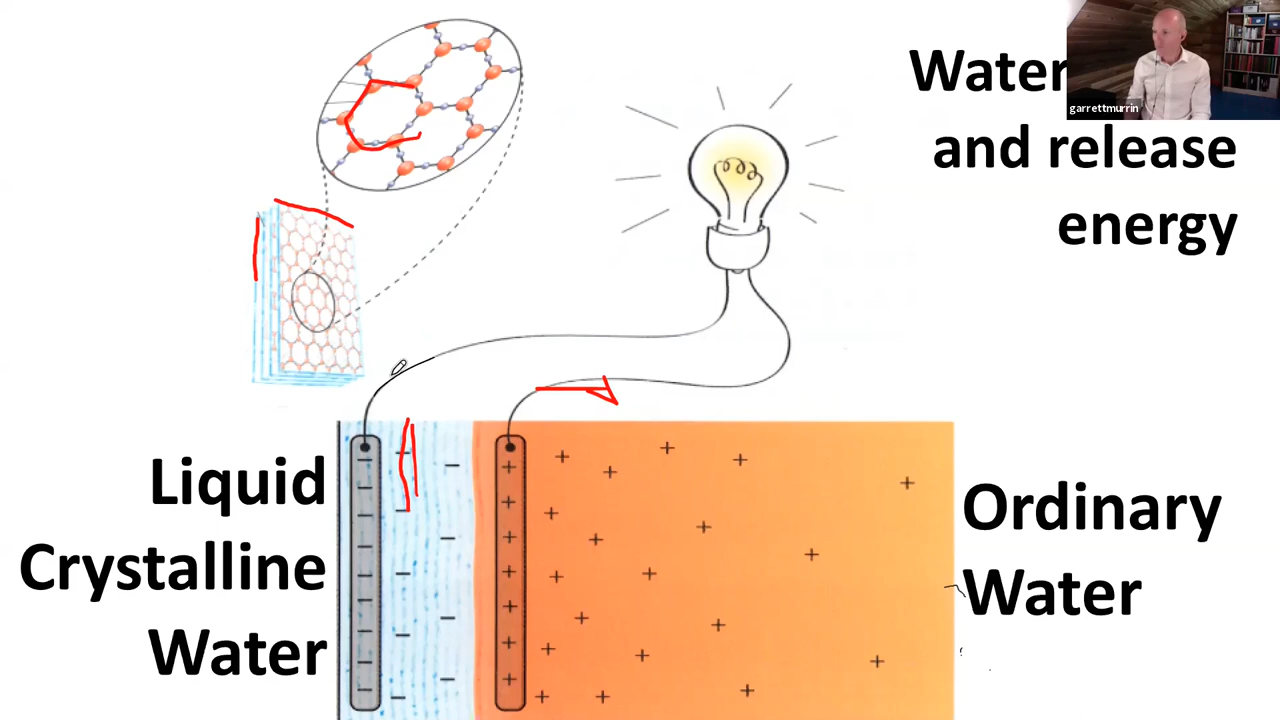 Water
garrettmurrin
and release
energy
Liquid
Crystalline
Water
Ordinary
Water